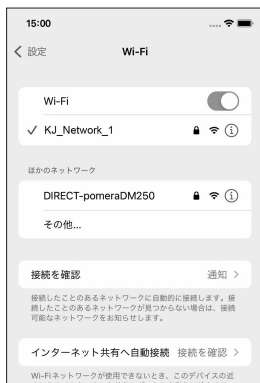 15:00
設定
Wi-Fi
Wi-Fi
KJ_Network_1
ほかのネットワーク
DIRECT-pomeraDM250
その他...
接続を確認 通知
接続したことのあるネットワークに自動的に接続します。接
続したことのあるネットワークが見つからない場合は、接続
可能なネットワークをお知らせします。
インターネット共有へ自動接続 接続を確認
Wi-Fiネットワークが使用できないとき、このデバイスの近